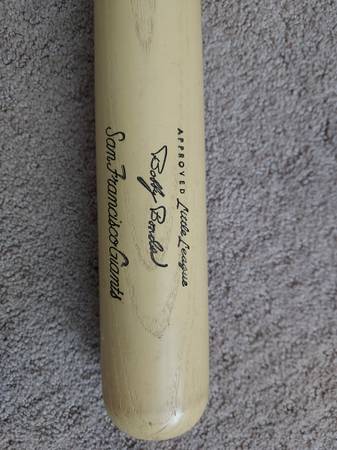 APPROVED Little League
Bobby Bonds
San Francisco Giants